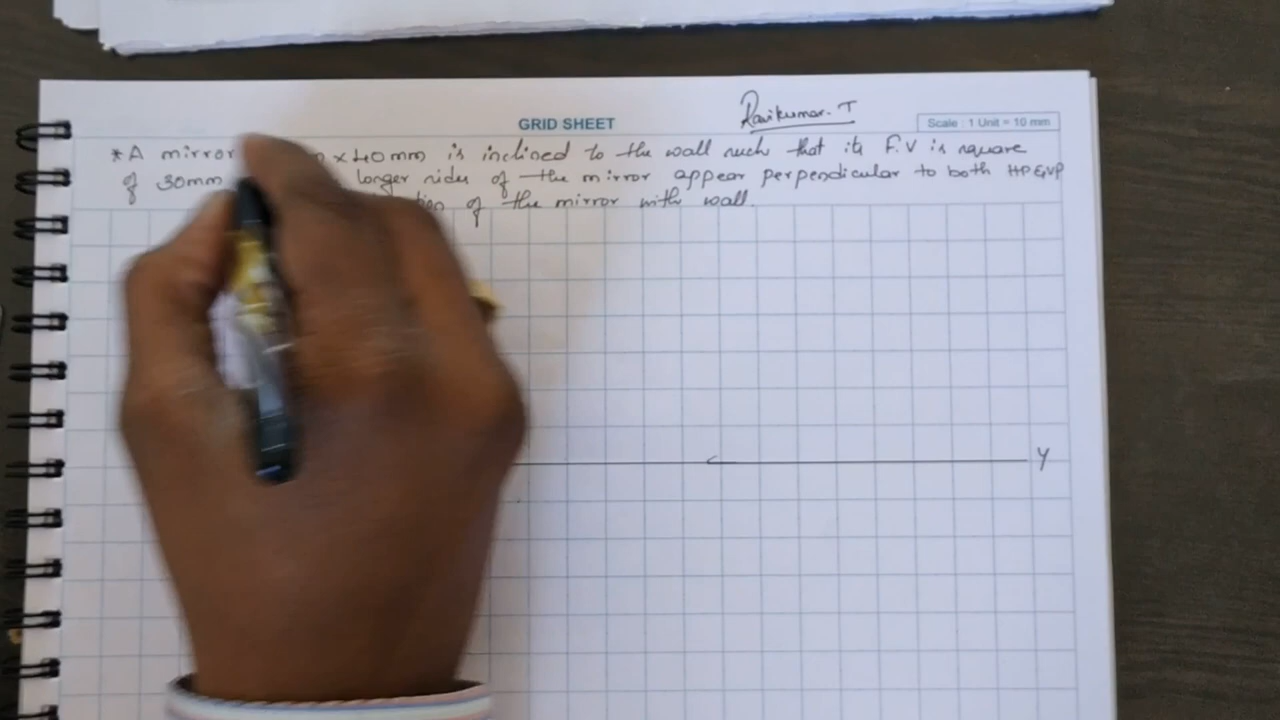 Ravikumar. T
GRID SHEET
Scale : 1 Unit = 10 mm
* A mirror ×40mm is inclined to the wall such that its F.V is square
of 30mm longer sides of the mirror appear perpendicular to both HP&VP
of the mirror with wall.
Y